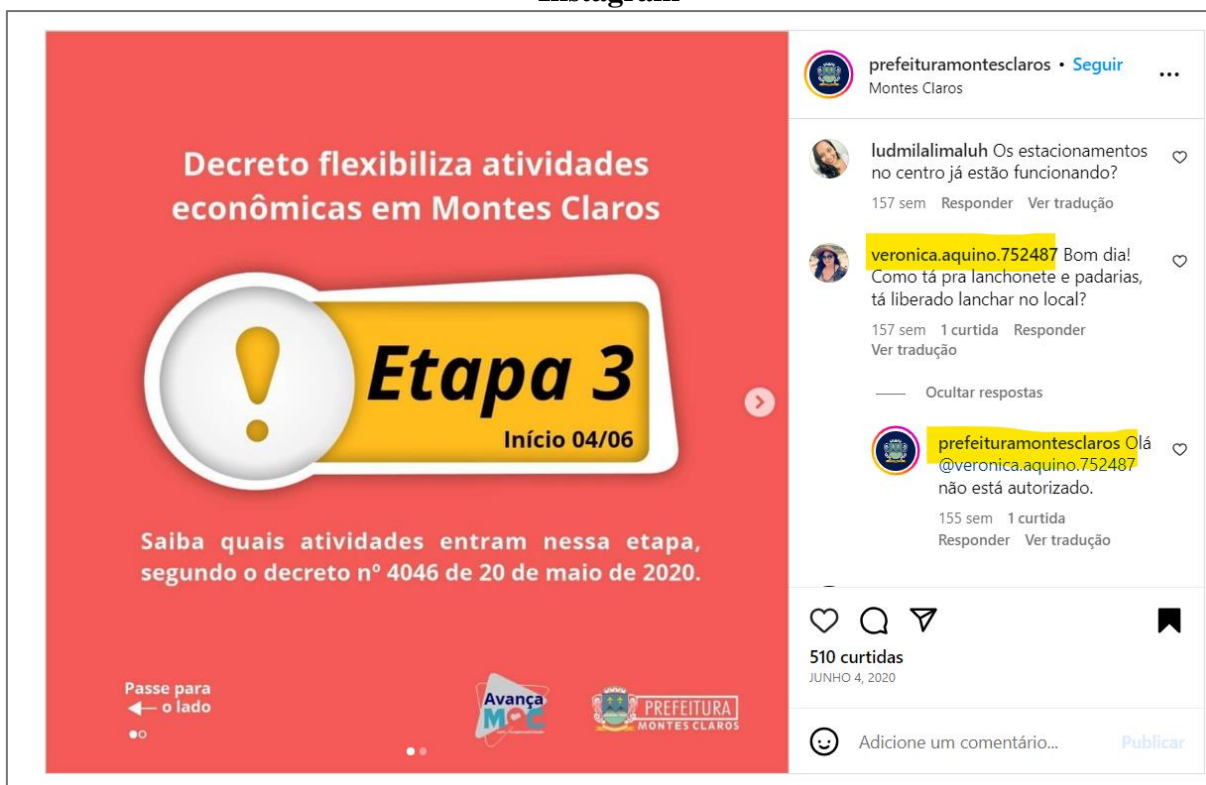 Decreto flexibiliza atividades
econômicas em Montes Claros
!
Etapa 3
Início 04/06
Saiba quais atividades entram nessa etapa,
segundo o decreto nº 4046 de 20 de maio de 2020.
Passe para
o lado
Avança
MOC
PREFEITURA
MONTES CLAROS
prefeituramontesclaros • Seguir
Montes Claros
ludmilalimaluh Os estacionamentos
no centro já estão funcionando?
157 sem Responder Ver tradução
veronica.aquino.752487 Bom dia!
Como tá pra lanchonete e padarias,
tá liberado lanchar no local?
157 sem 1 curtida Responder
Ver tradução
Ocultar respostas
prefeituramontesclaros Olá
@veronica.aquino.752487
não está autorizado.
155 sem 1 curtida
Responder Ver tradução
510 curtidas
JUNHO 4, 2020
Adicione um comentário... Publicar